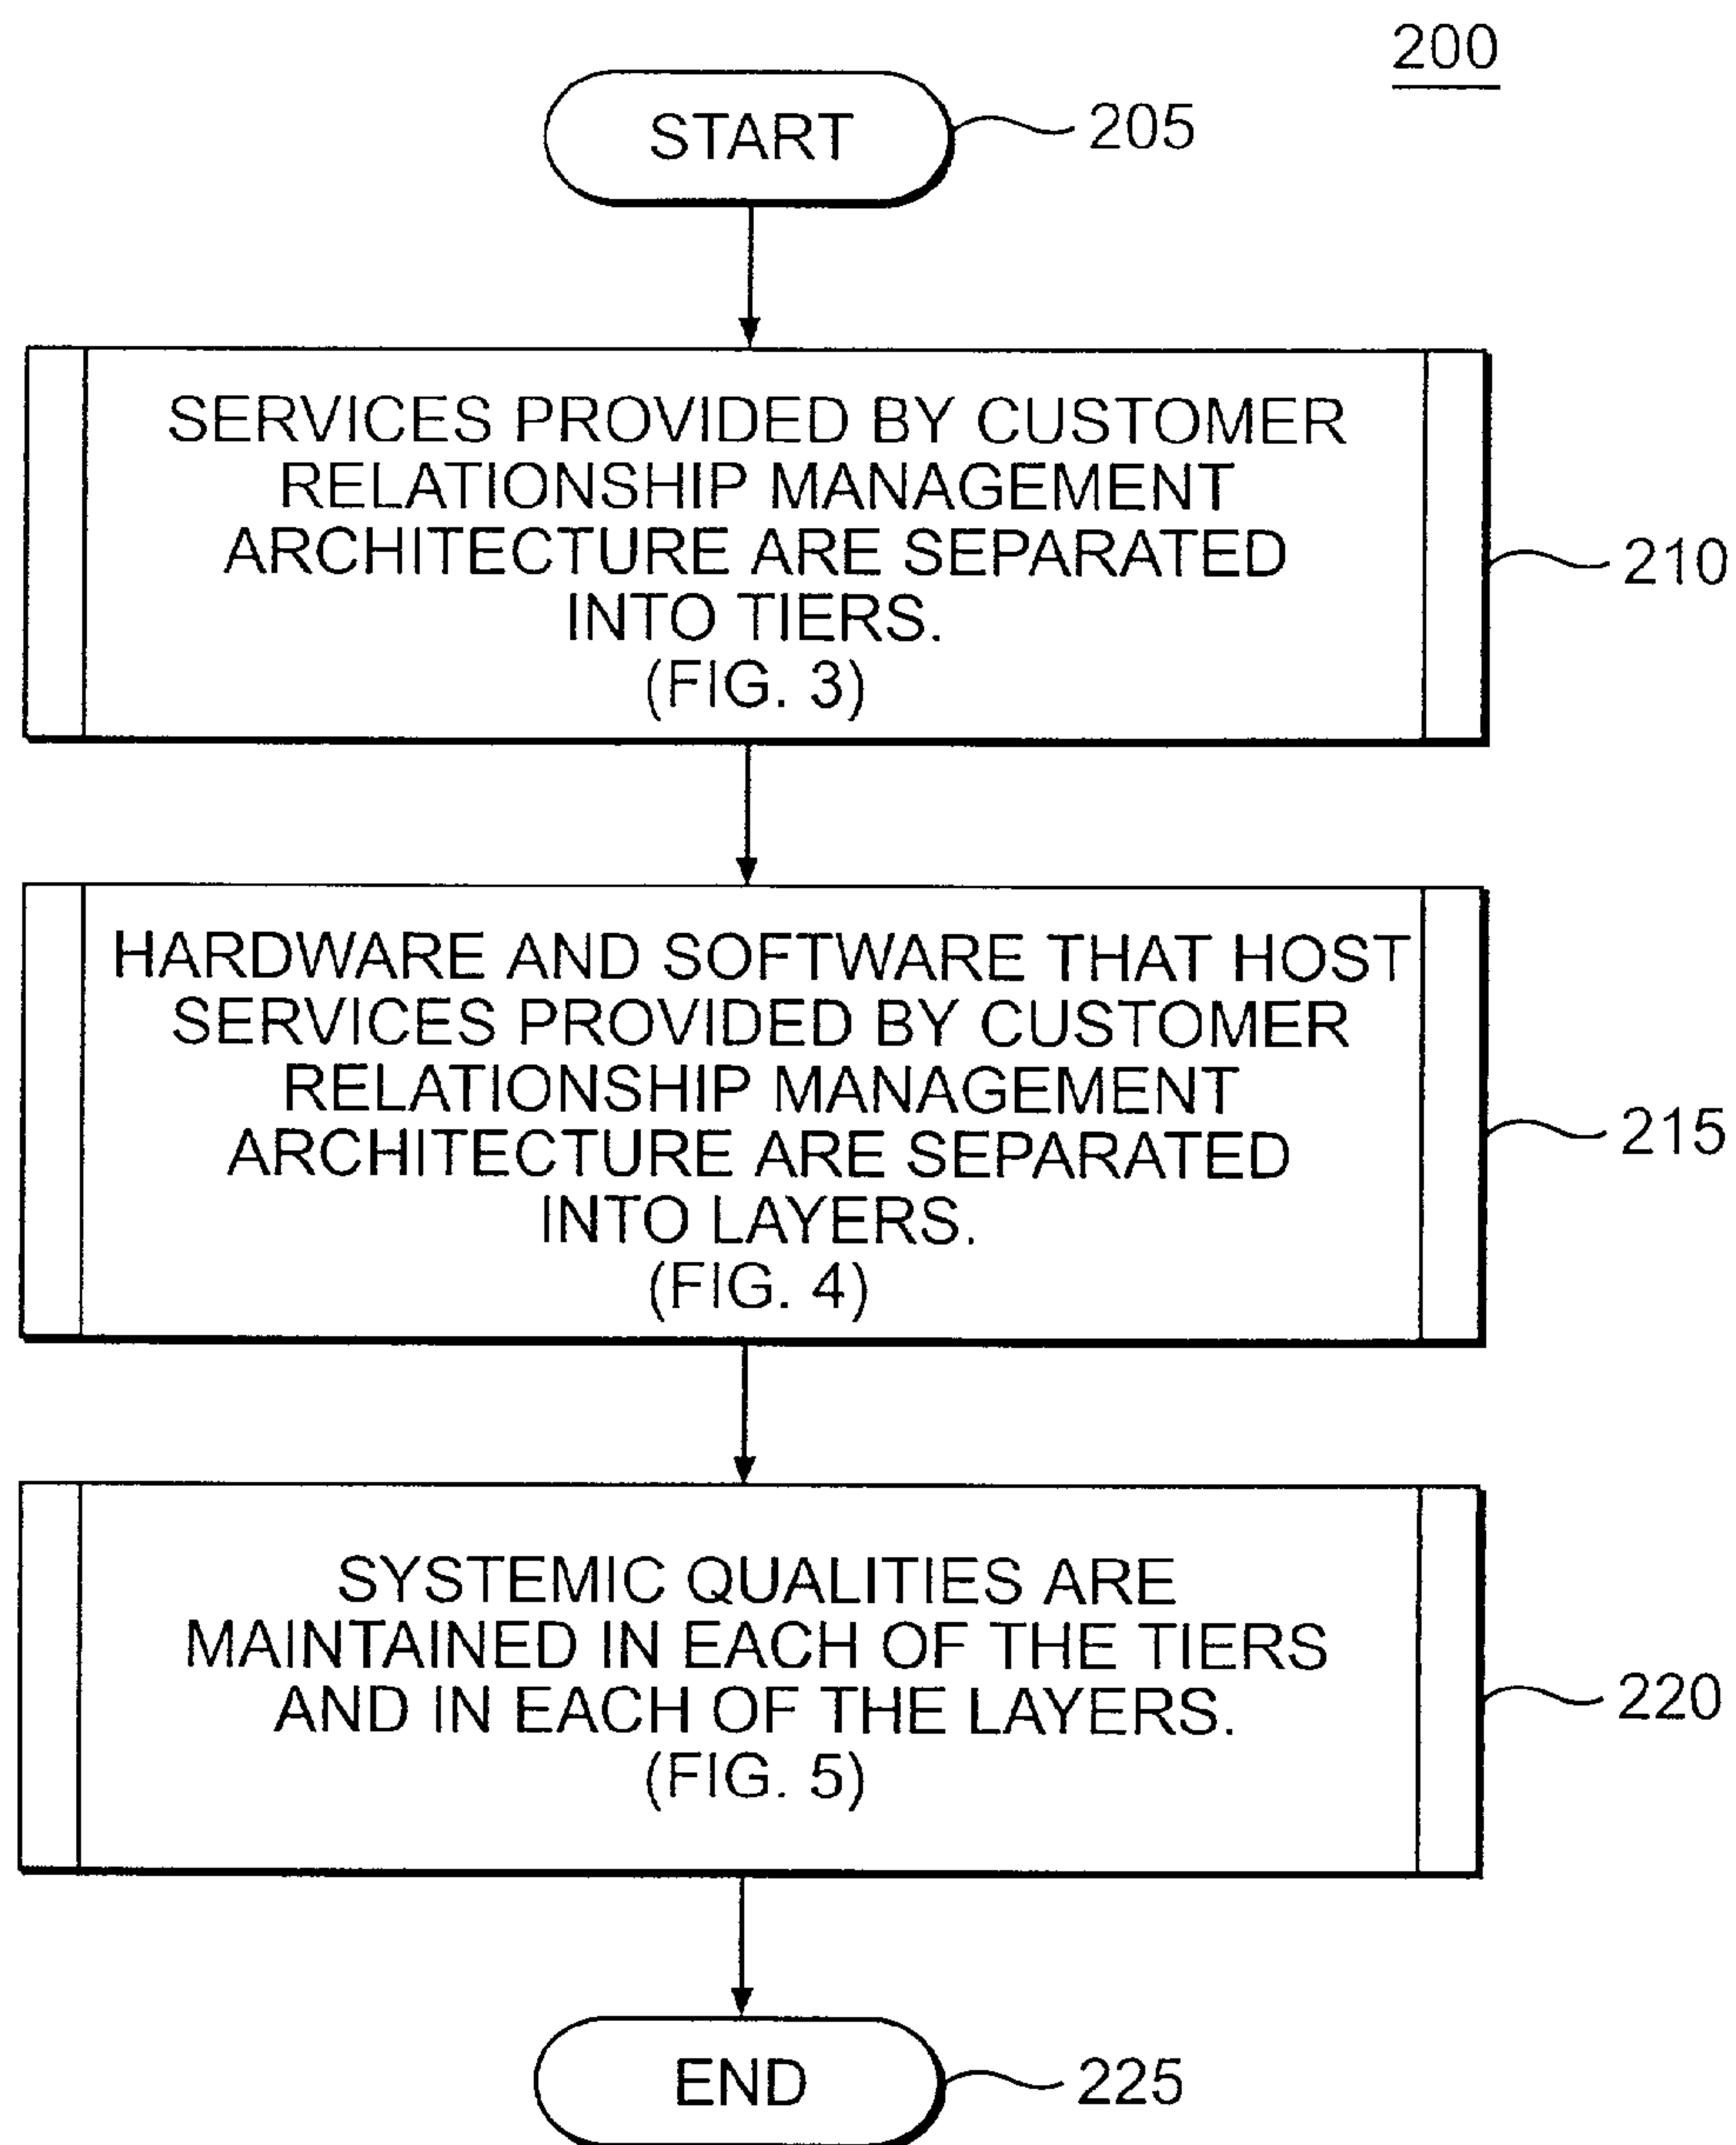 200
START
205
SERVICES PROVIDED BY CUSTOMER
RELATIONSHIP MANAGEMENT
ARCHITECTURE ARE SEPARATED
INTO TIERS.
(FIG. 3)
210
HARDWARE AND SOFTWARE THAT HOST
SERVICES PROVIDED BY CUSTOMER
RELATIONSHIP MANAGEMENT
ARCHITECTURE ARE SEPARATED
INTO LAYERS.
(FIG. 4)
215
SYSTEMIC QUALITIES ARE
MAINTAINED IN EACH OF THE TIERS
AND IN EACH OF THE LAYERS.
(FIG. 5)
220
END
225